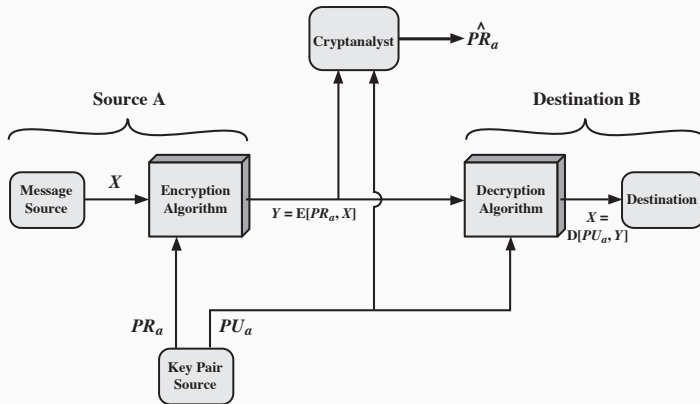 Cryptanalyst
P̂R_a
Source A
Destination B
Message
Source
X
Encryption
Algorithm
Y = E[PR_a, X]
Decryption
Algorithm
X =
D[PU_a, Y]
Destination
PR_a
PU_a
Key Pair
Source